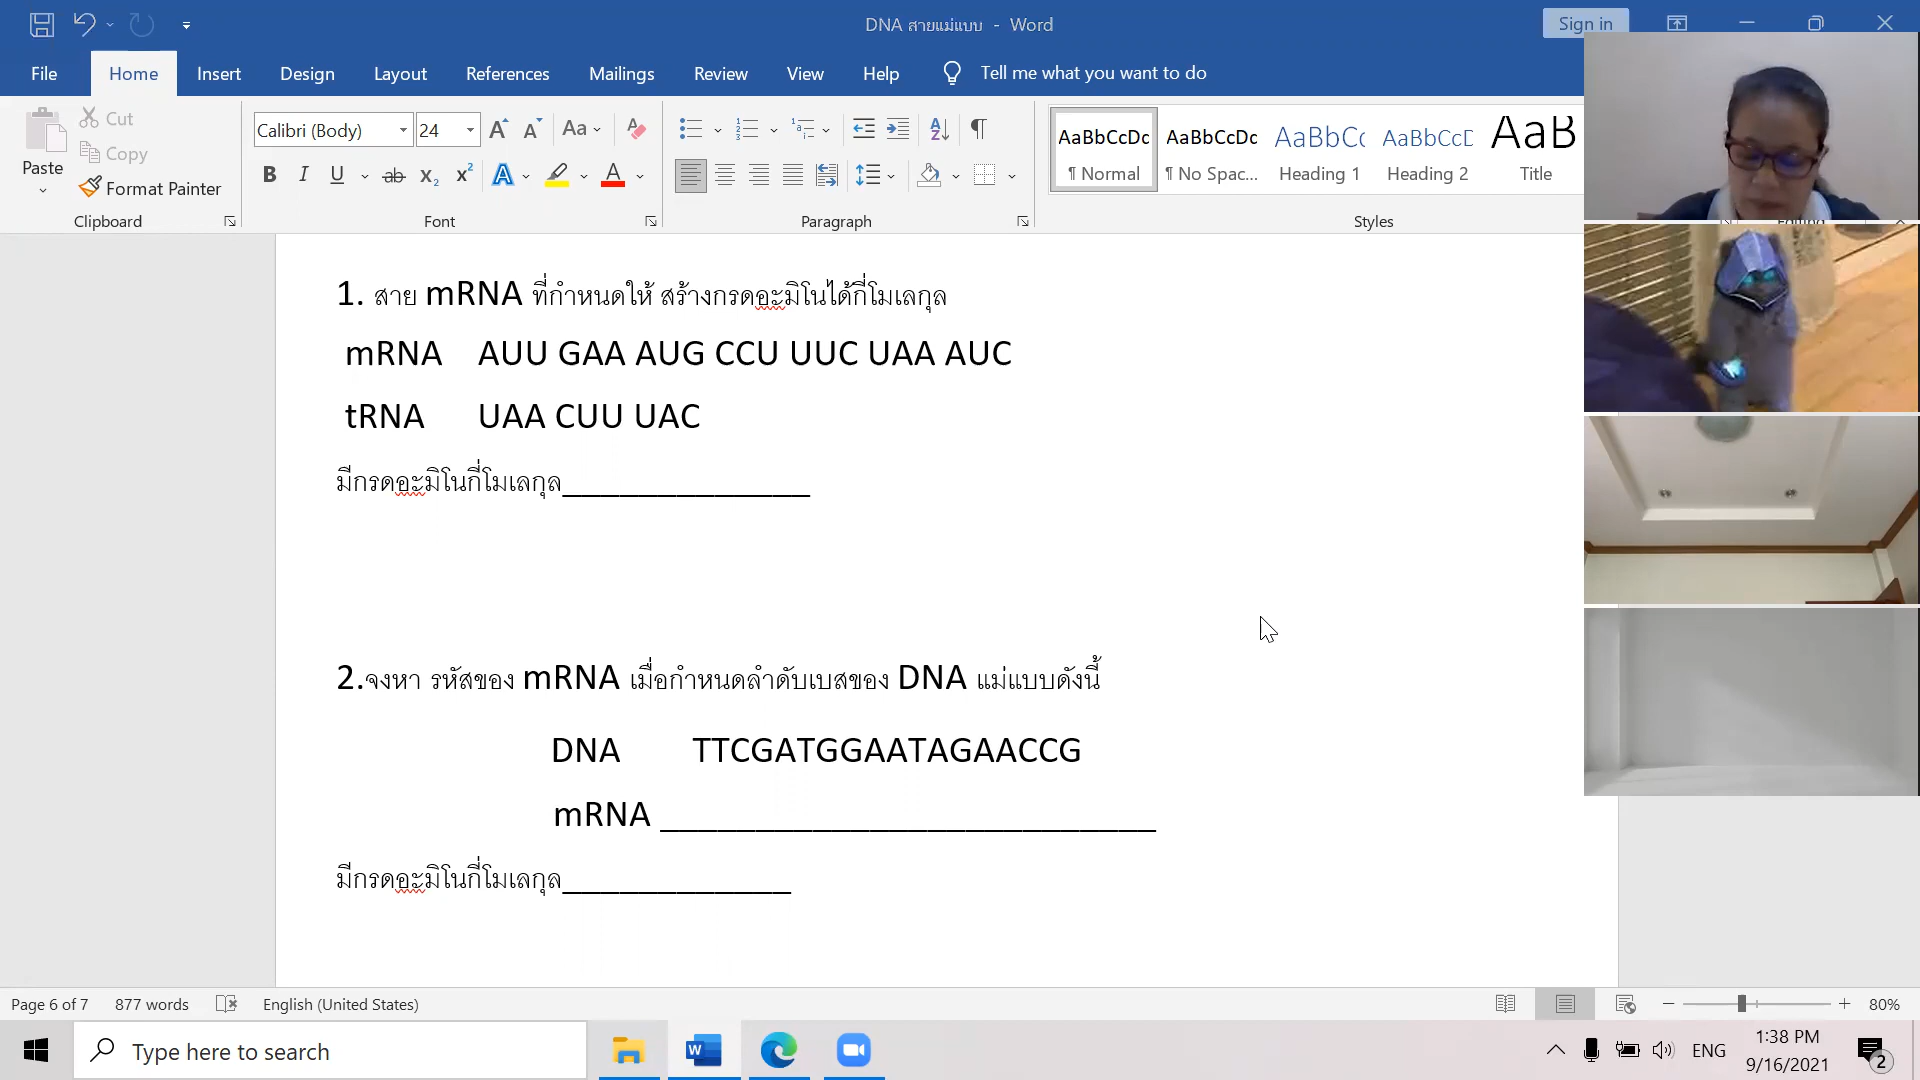 DNA สายแม่แบบ - Word
Sign in
File Home Insert Design Layout References Mailings Review View Help Tell me what you want to do
Paste
Cut
Copy
Format Painter
Clipboard
Calibri (Body) 24
Font
Paragraph
AaBbCcDc AaBbCcDc AaBbCc AaBbCcD AaB
¶ Normal ¶ No Spac... Heading 1 Heading 2 Title
Styles
1. สาย mRNA ที่กำหนดให้ สร้างกรดอะมิโนได้กี่โมเลกุล
mRNA AUU GAA AUG CCU UUC UAA AUC
tRNA UAA CUU UAC
มีกรดอะมิโนกี่โมเลกุล_____________
2.จงหา รหัสของ mRNA เมื่อกำหนดลำดับเบสของ DNA แม่แบบดังนี้
DNA TTCGATGGAATAGAACCG
mRNA __________________________
มีกรดอะมิโนกี่โมเลกุล____________
Page 6 of 7 877 words English (United States) 80%
Type here to search
ENG
1:38 PM
9/16/2021
2